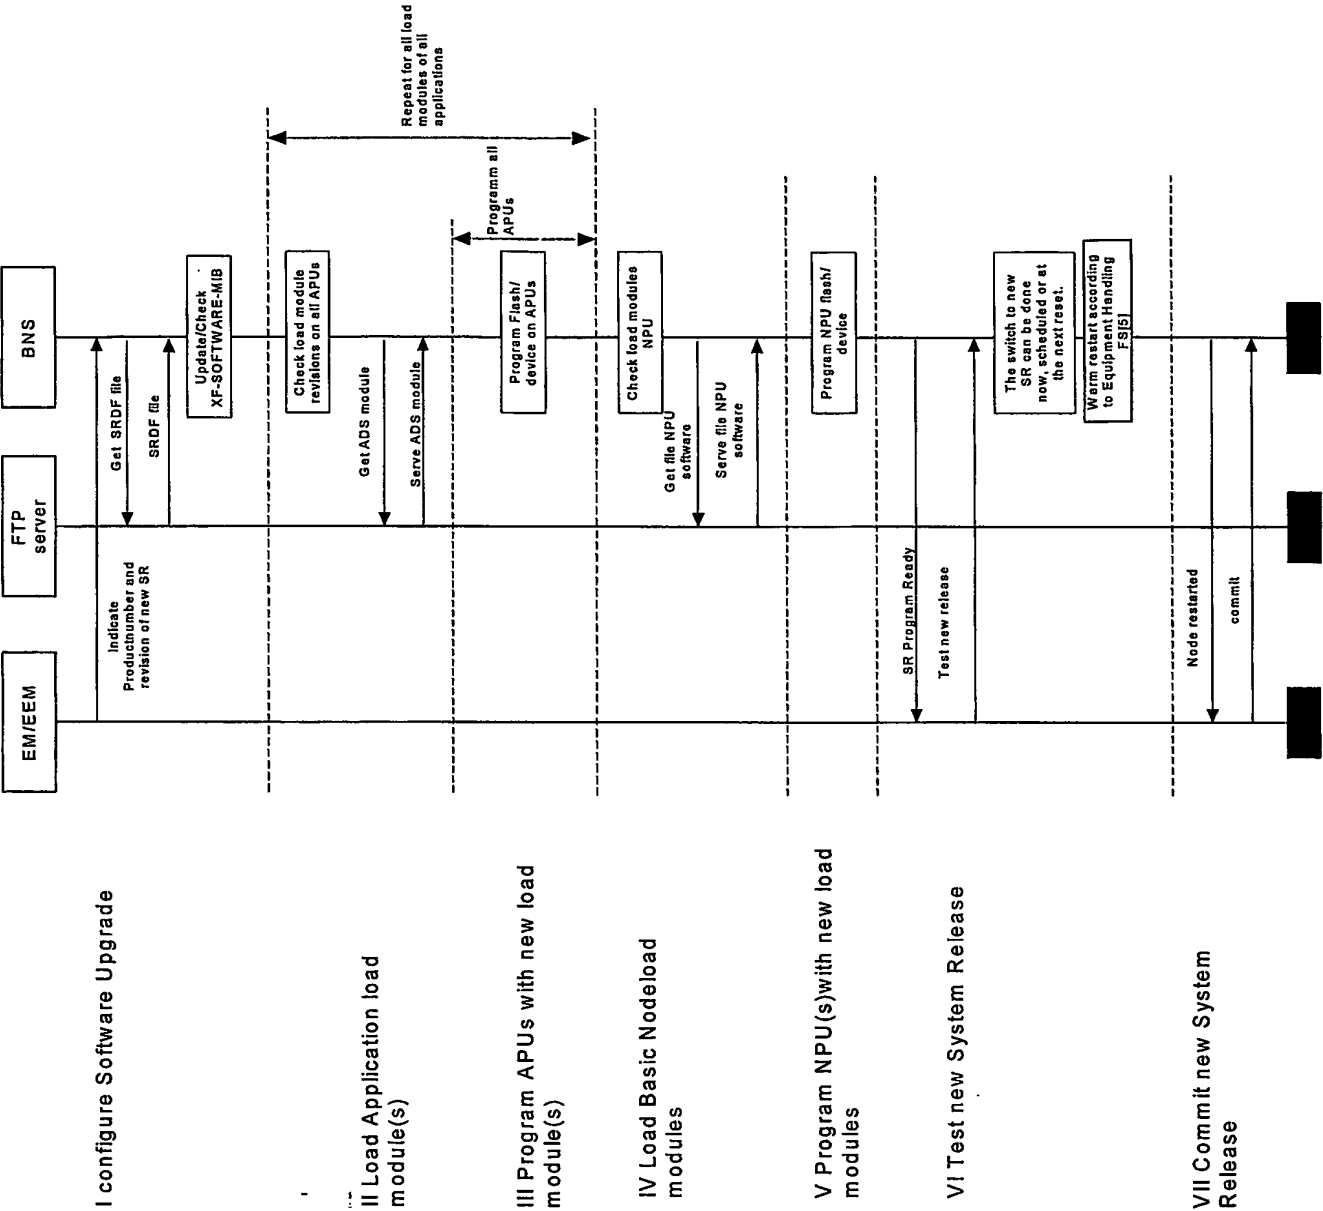 EM/EEM
FTP
server
BNS
I configure Software Upgrade
Indicate
Productnumber and
revision of new SR
Get SRDF file
SRDF file
Update/Check
XF-SOFTWARE-MIB
II Load Application load
module(s)
Check load module
revisions on all APUs
Get ADS module
Serve ADS module
Repeat for all load
modules of all
applications
III Program APUs with new load
module(s)
Program Flash/
device on APUs
Programm all
APUs
IV Load Basic Nodeload
modules
Check load modules
NPU
Get file NPU
software
Serve file NPU
software
V Program NPU(s)with new load
modules
Program NPU flash/
device
VI Test new System Release
SR Program Ready
Test new release
The switch to new
SR can be done
now, scheduled or at
the next reset.
Warm restart according
to Equipment Handling
FS[5]
VII Commit new System
Release
Node restarted
commit